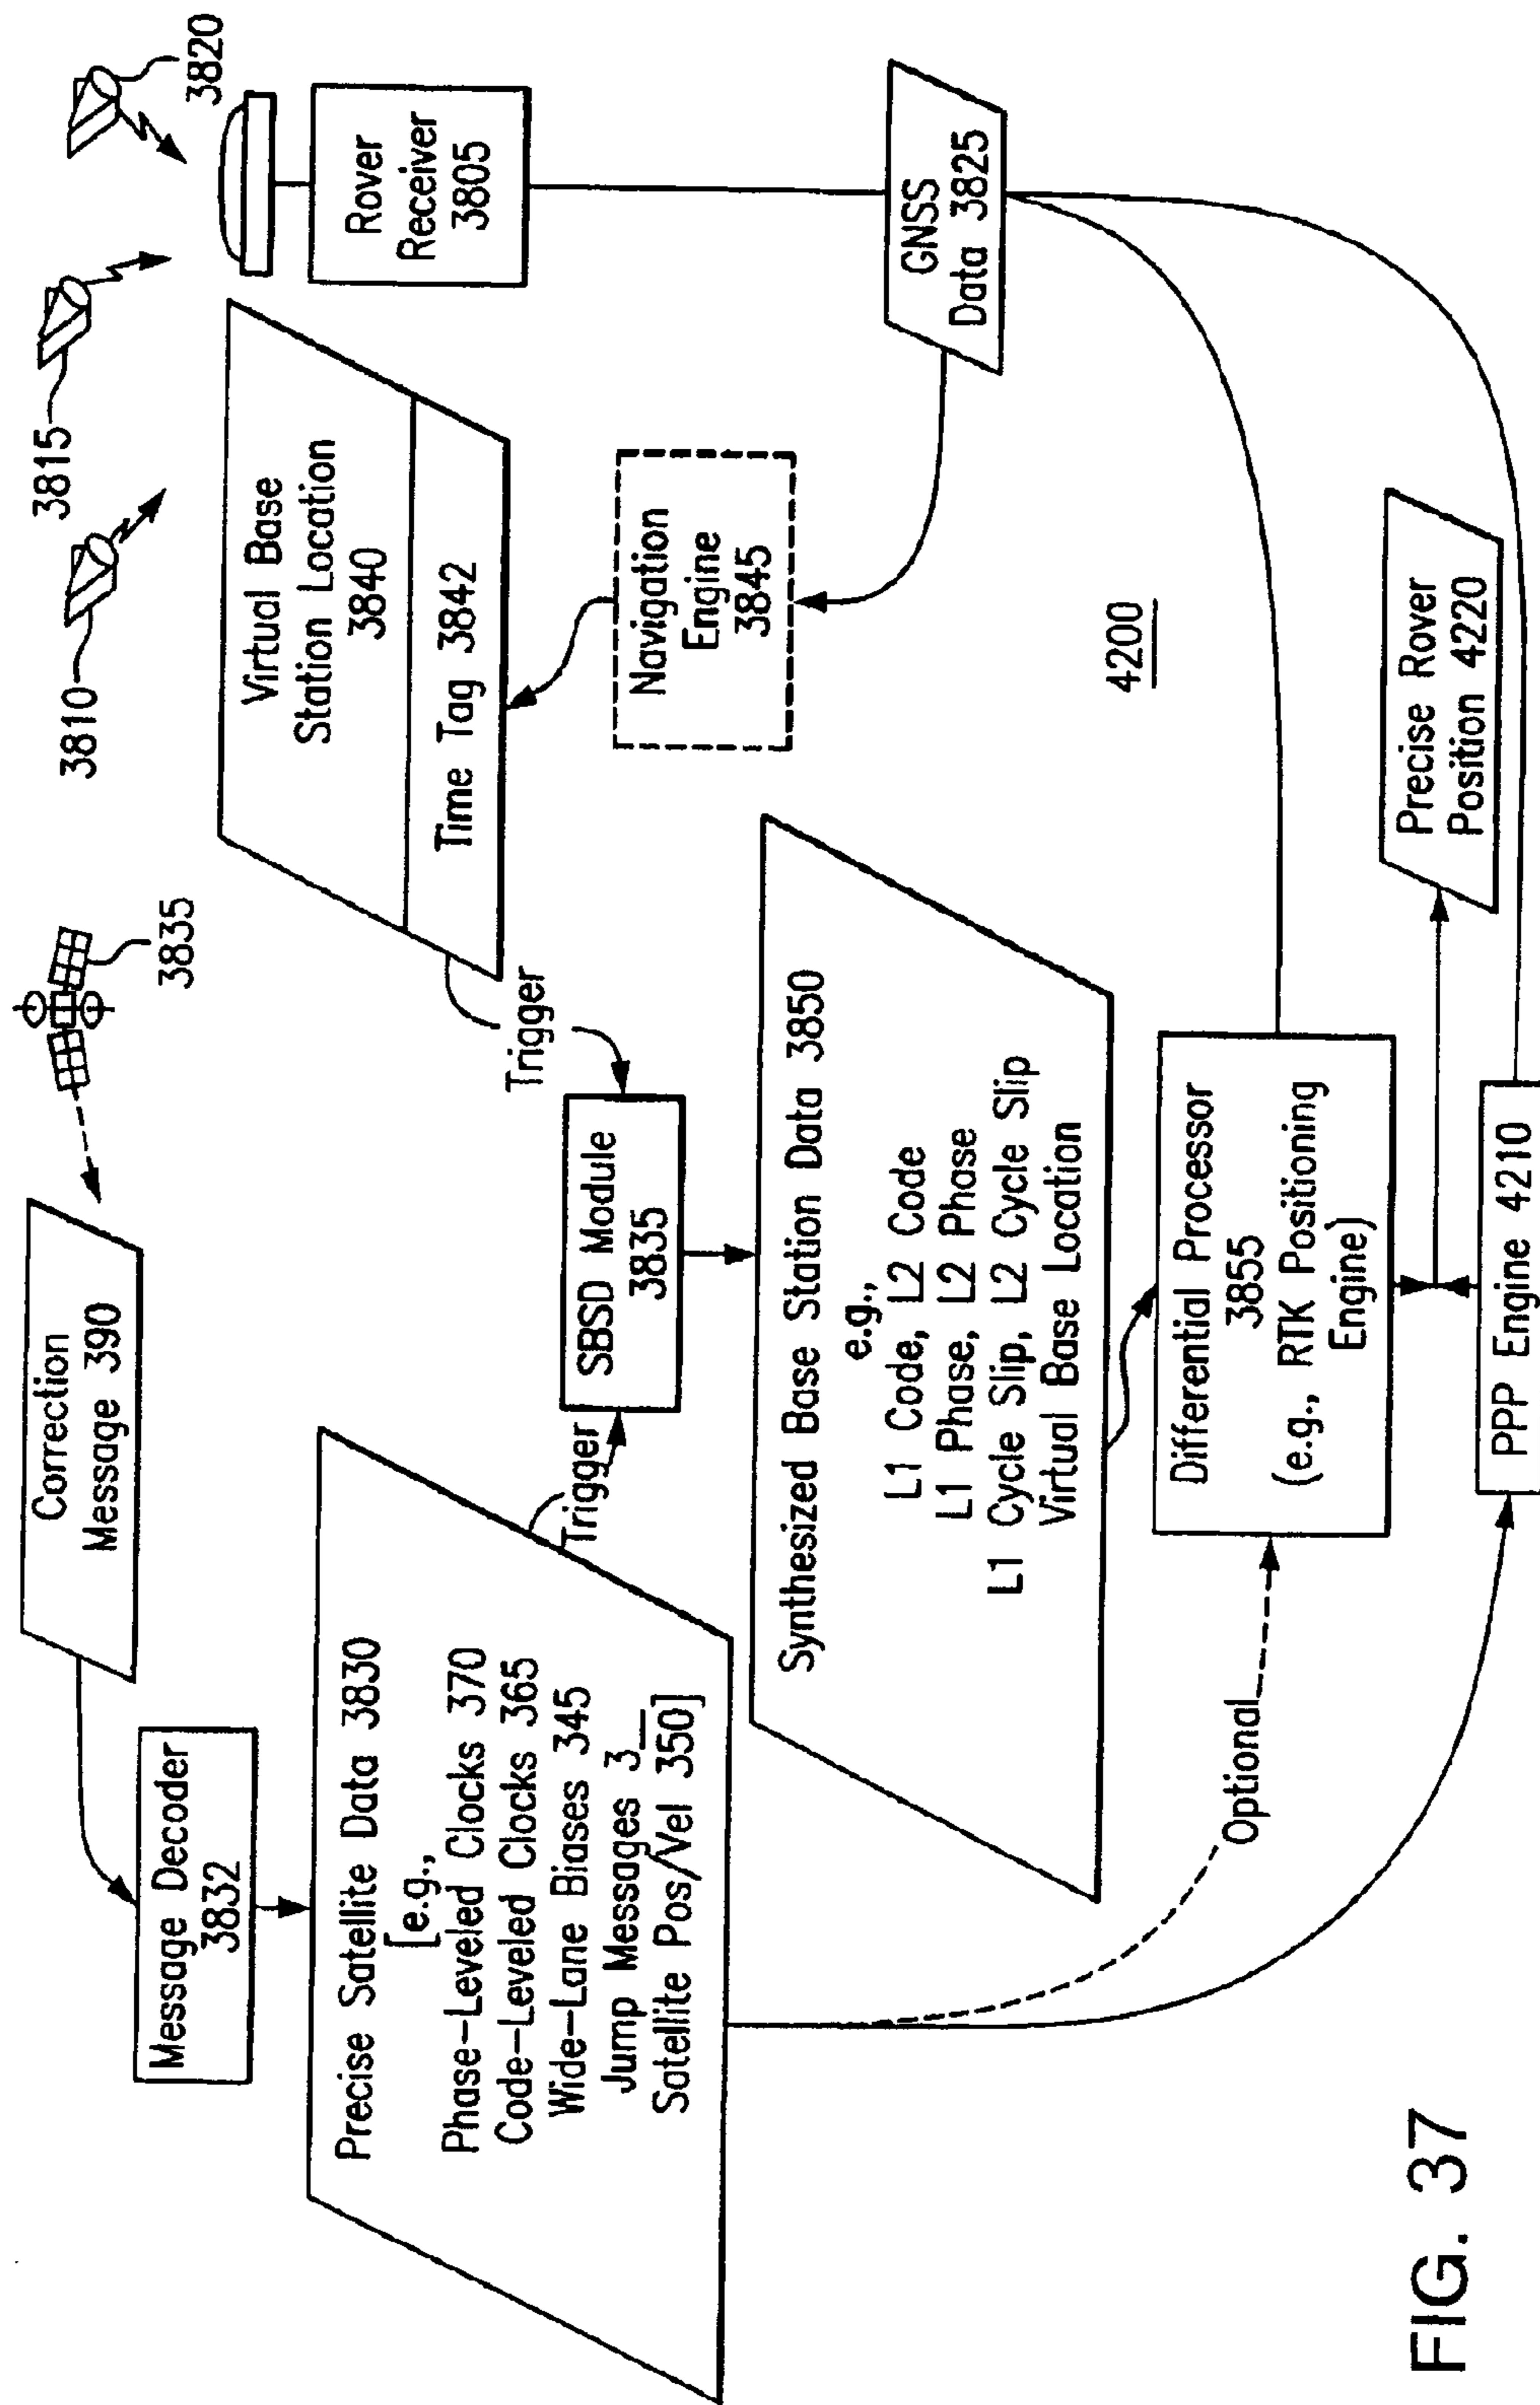 3820
3815
3810
3835
Correction
Message 390
Message Decoder
3832
Precise Satellite Data 3830
[e.g.,
Phase-Leveled Clocks 370
Code-Leveled Clocks 365
Wide-Lane Biases 345
Jump Messages 3__
Satellite Pos/Vel 350]
Trigger
SBSD Module
3835
Trigger
Virtual Base
Station Location
3840
Time Tag 3842
Rover
Receiver
3805
Navigation
Engine
3845
GNSS
Data 3825
Synthesized Base Station Data 3850
e.g.,
L1 Code, L2 Code
L1 Phase, L2 Phase
L1 Cycle Slip, L2 Cycle Slip
Virtual Base Location
4200
Optional
Differential Processor
3855
(e.g., RTK Positioning
Engine)
Precise Rover
Position 4220
PPP Engine 4210
FIG. 37